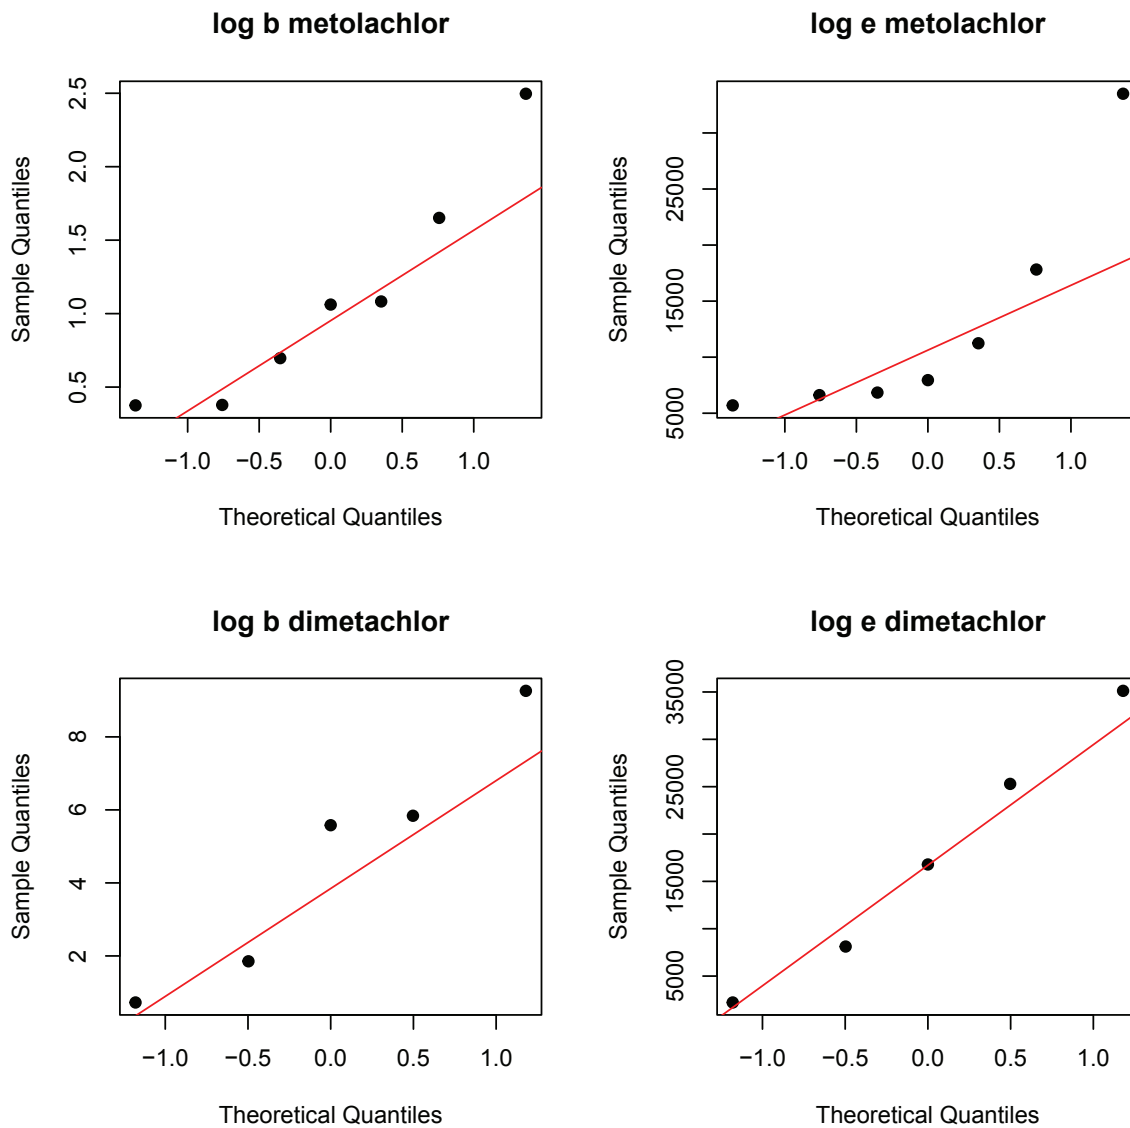 log b metolachlor
Sample Quantiles
2.5
2.0
1.5
1.0
0.5
−1.0 −0.5 0.0 0.5 1.0
Theoretical Quantiles
log e metolachlor
Sample Quantiles
25000
15000
5000
−1.0 −0.5 0.0 0.5 1.0
Theoretical Quantiles
log b dimetachlor
Sample Quantiles
8
6
4
2
−1.0 −0.5 0.0 0.5 1.0
Theoretical Quantiles
log e dimetachlor
Sample Quantiles
35000
25000
15000
5000
−1.0 −0.5 0.0 0.5 1.0
Theoretical Quantiles